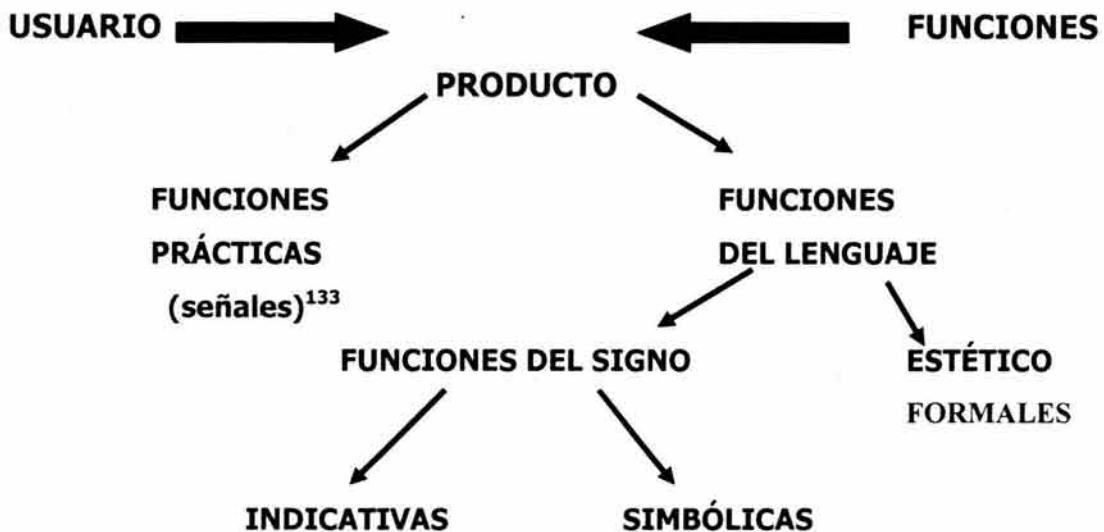 USUARIO
FUNCIONES
PRODUCTO
FUNCIONES
PRÁCTICAS
(señales)¹³³
FUNCIONES
DEL LENGUAJE
FUNCIONES DEL SIGNO
ESTÉTICO
FORMALES
INDICATIVAS
SIMBÓLICAS